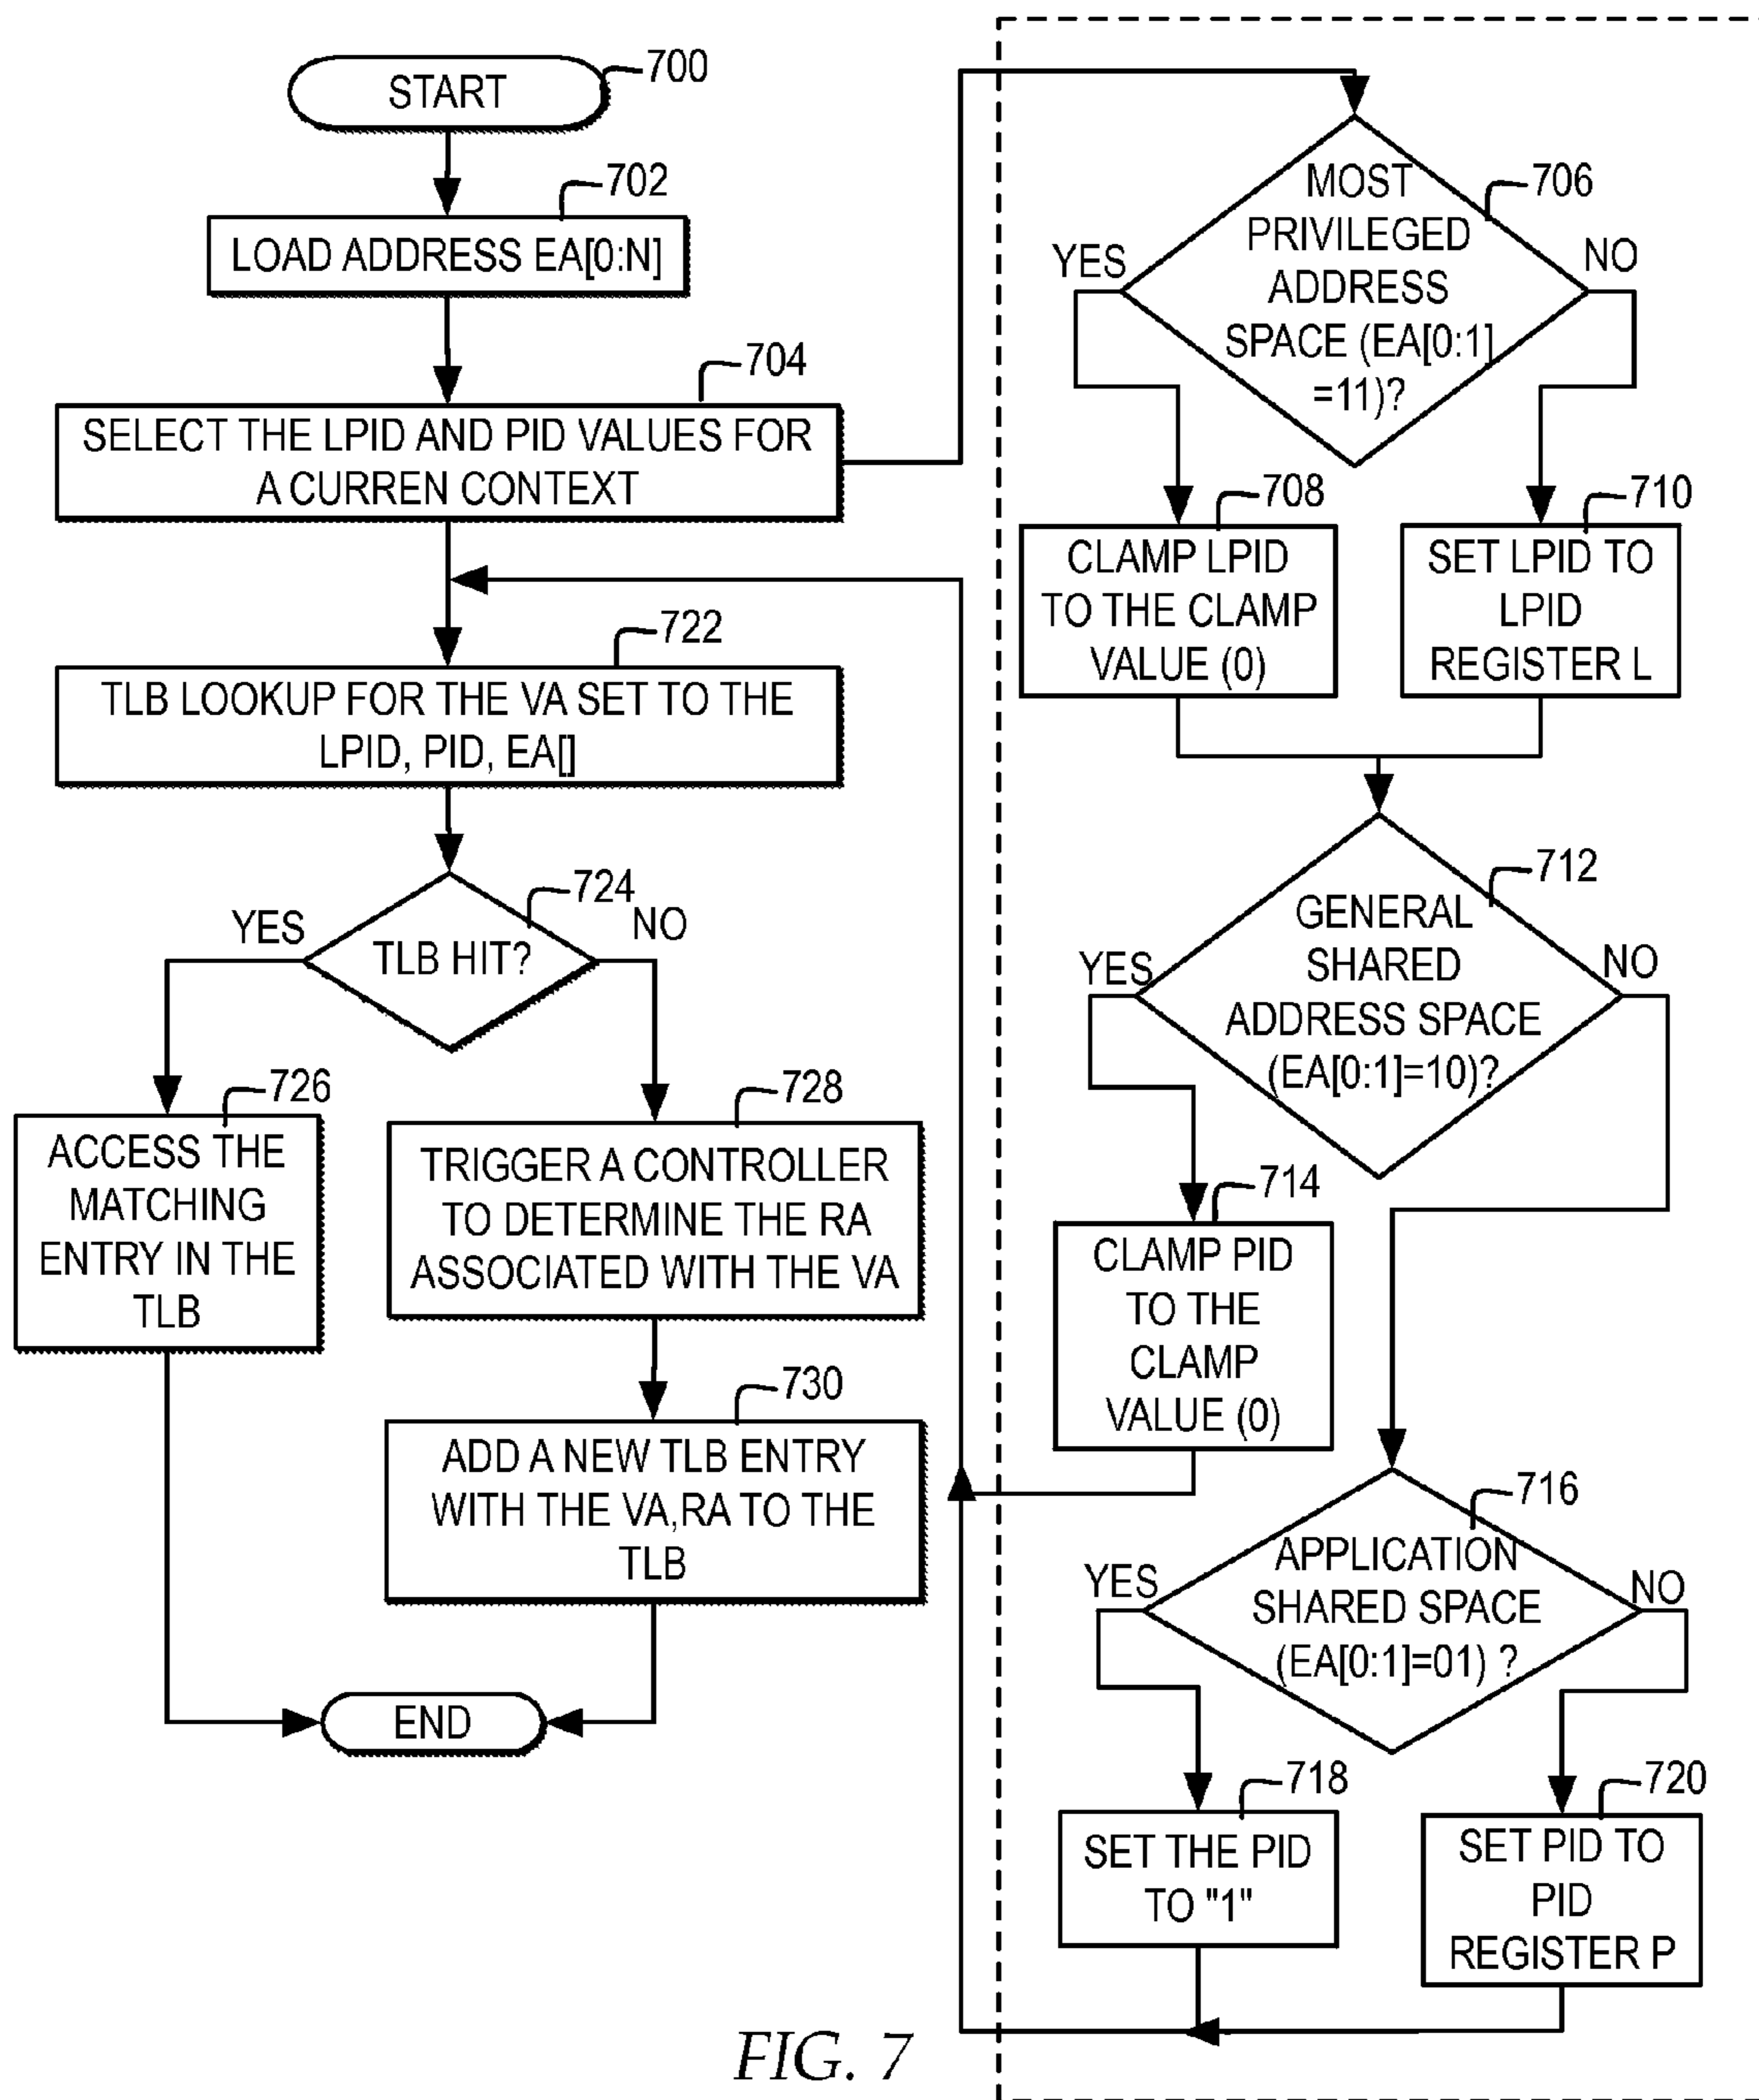 START
700
702
LOAD ADDRESS EA[0:N]
704
SELECT THE LPID AND PID VALUES FOR
A CURREN CONTEXT
722
TLB LOOKUP FOR THE VA SET TO THE
LPID, PID, EA[]
724
YES
NO
TLB HIT?
726
ACCESS THE
MATCHING
ENTRY IN THE
TLB
728
TRIGGER A CONTROLLER
TO DETERMINE THE RA
ASSOCIATED WITH THE VA
730
ADD A NEW TLB ENTRY
WITH THE VA,RA TO THE
TLB
END
706
MOST
PRIVILEGED
ADDRESS
SPACE (EA[0:1]
=11)?
YES
NO
708
CLAMP LPID
TO THE CLAMP
VALUE (0)
710
SET LPID TO
LPID
REGISTER L
712
GENERAL
SHARED
ADDRESS SPACE
(EA[0:1]=10)?
YES
NO
714
CLAMP PID
TO THE
CLAMP
VALUE (0)
716
APPLICATION
SHARED SPACE
(EA[0:1]=01) ?
YES
NO
718
SET THE PID
TO "1"
720
SET PID TO
PID
REGISTER P
FIG. 7